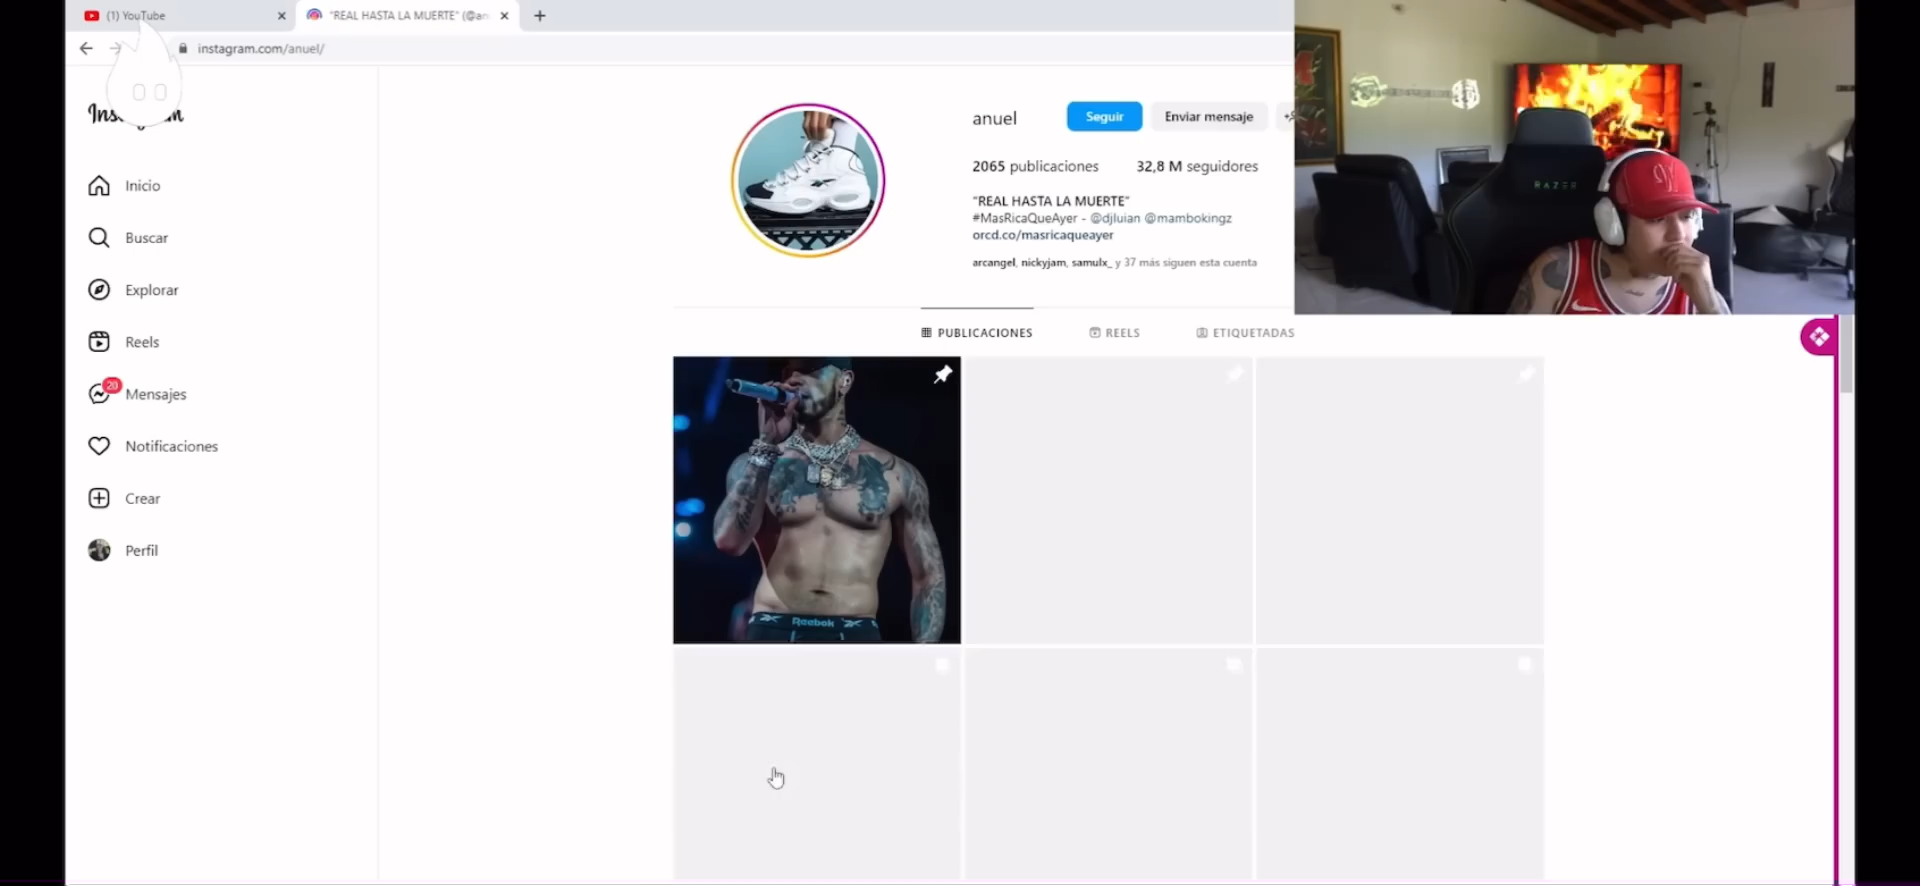 (1) YouTube
"REAL HASTA LA MUERTE" (@an
instagram.com/anuel/
Inicio
Buscar
Explorar
Reels
20
Mensajes
Notificaciones
Crear
Perfil
anuel
Seguir
Enviar mensaje
2065 publicaciones
32,8 M seguidores
"REAL HASTA LA MUERTE"
#MasRicaQueAyer - @djluian @mambokingz
orcd.co/masricaqueayer
arcangel, nickyjam, samulx_ y 37 más siguen esta cuenta
PUBLICACIONES
REELS
ETIQUETADAS
Reebok
RAZER